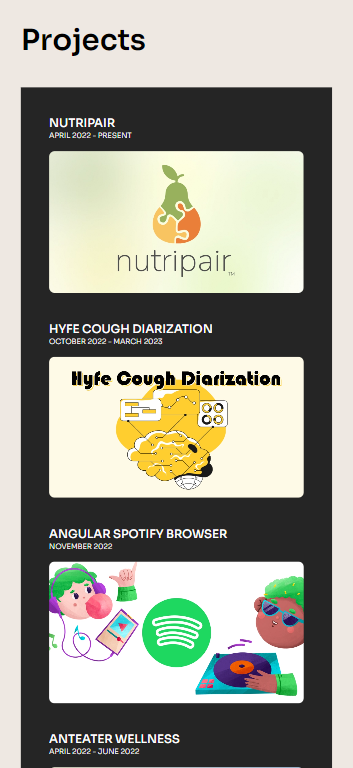 Projects
NUTRIPAIR
APRIL 2022 - PRESENT
nutripair™
HYFE COUGH DIARIZATION
OCTOBER 2022 - MARCH 2023
Hyfe Cough Diarization
ANGULAR SPOTIFY BROWSER
NOVEMBER 2022
ANTEATER WELLNESS
APRIL 2022 - JUNE 2022